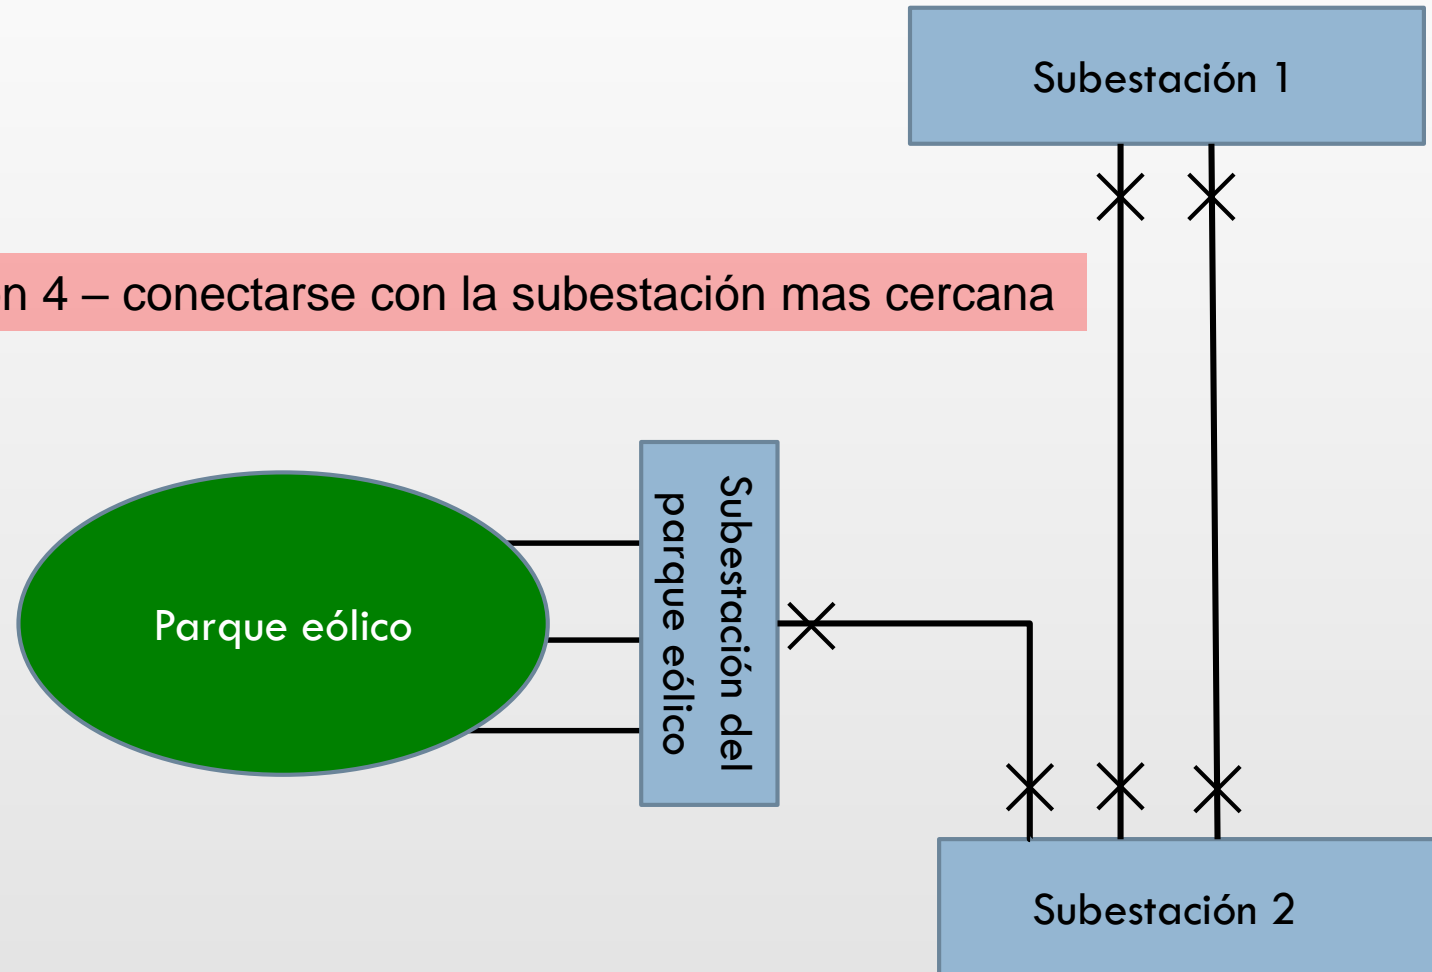 Subestación 1
n 4 – conectarse con la subestación mas cercana
Parque eólico
Subestación del
parque eólico
Subestación 2